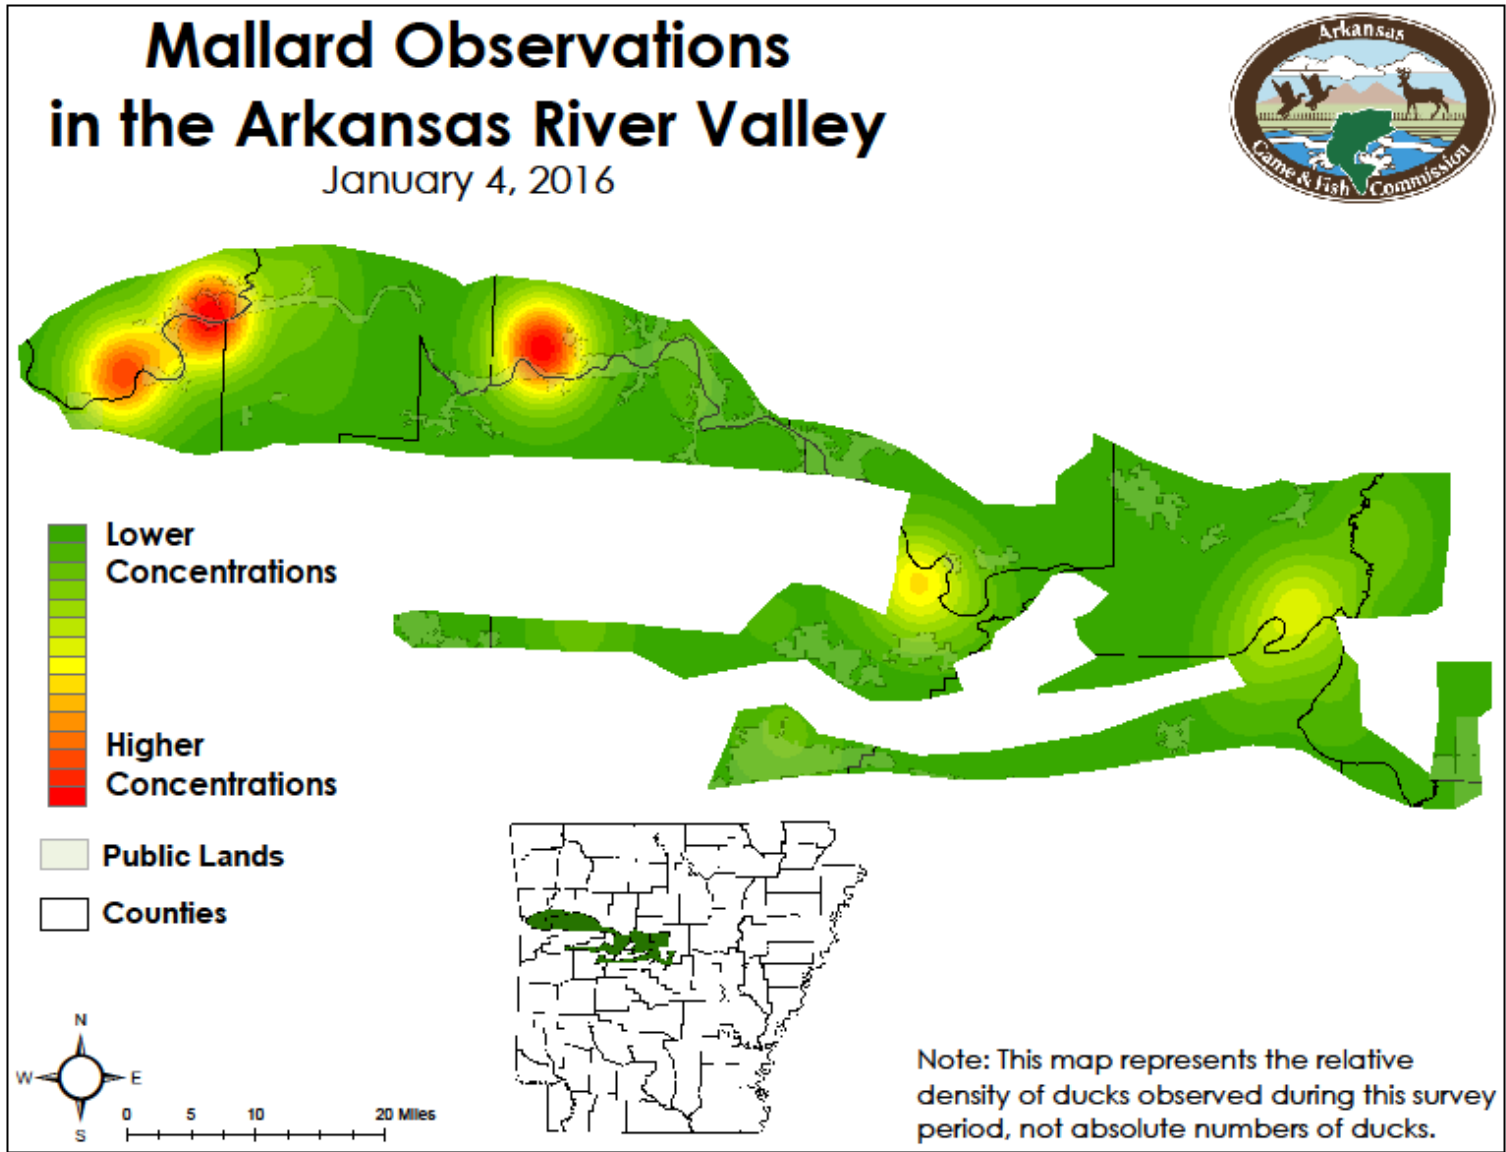 Mallard Observations
in the Arkansas River Valley
January 4, 2016
Arkansas
Game & Fish Commission
Lower
Concentrations
Higher
Concentrations
Public Lands
Counties
N
W E
S
0 5 10 20 Miles
Note: This map represents the relative
density of ducks observed during this survey
period, not absolute numbers of ducks.